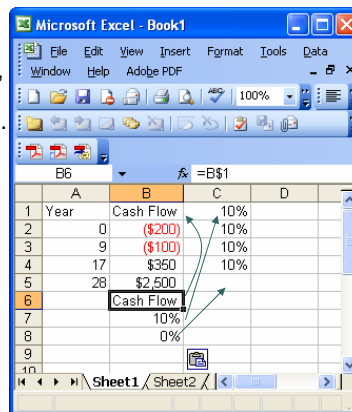 Microsoft Excel - Book1
File Edit View Insert Format Tools Data
Window Help Adobe PDF
100%
B6 fx =B$1
A B C D
1 Year Cash Flow 10%
2 0 ($200) 10%
3 9 ($100) 10%
4 17 $350 10%
5 28 $2,500
6 Cash Flow
7 10%
8 0%
9
10
Sheet1 / Sheet2 /